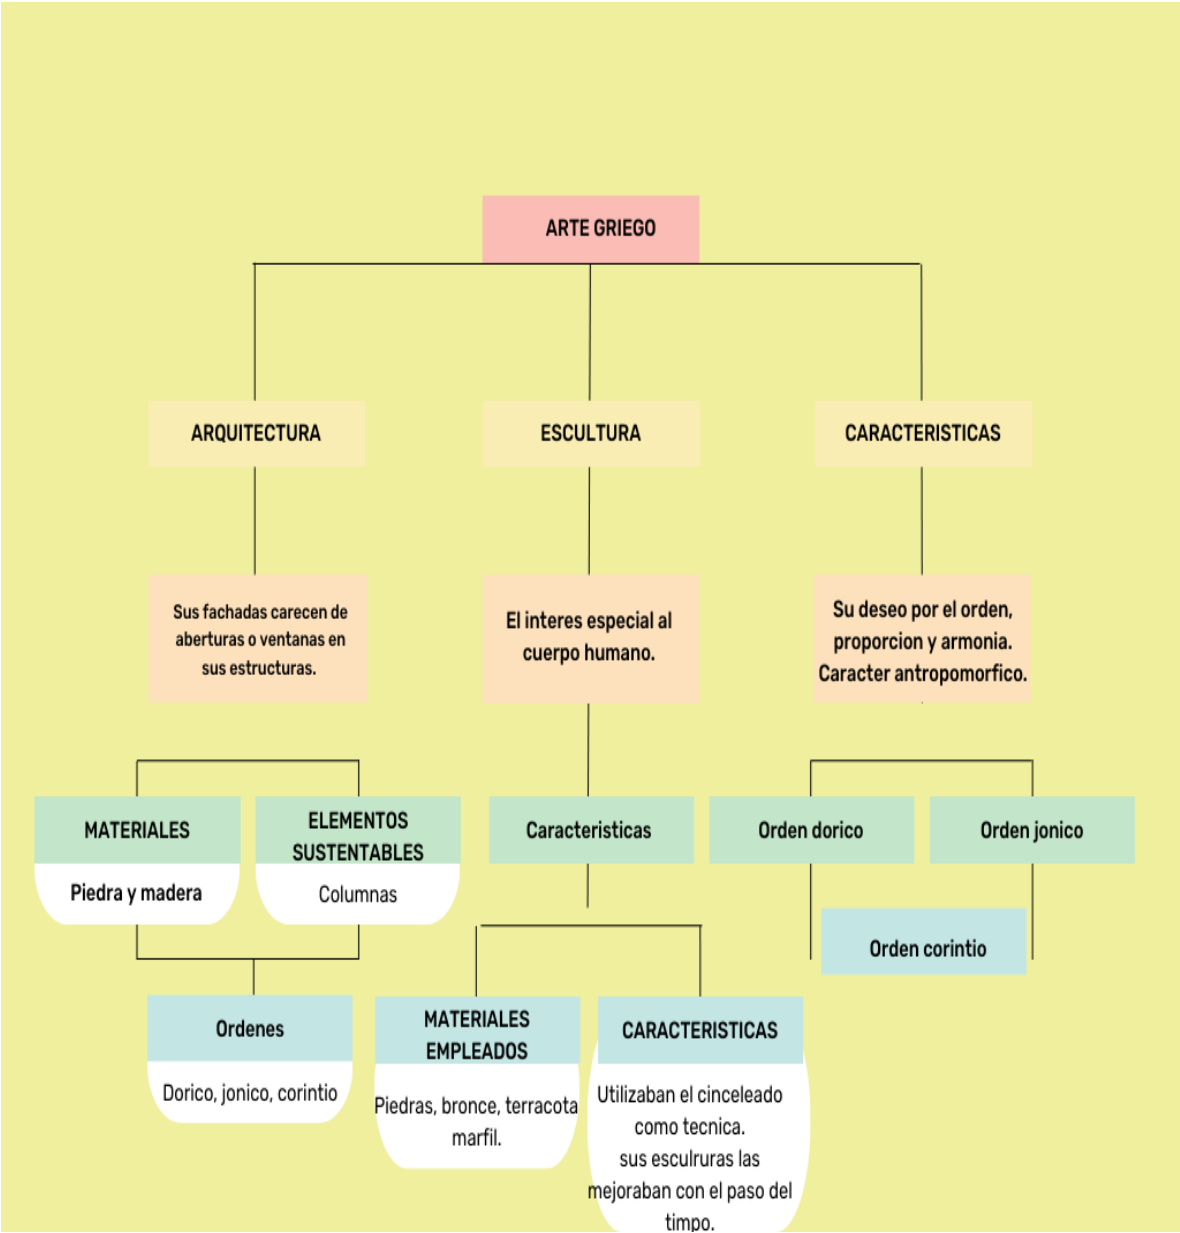 ARTE GRIEGO
ARQUITECTURA
ESCULTURA
CARACTERISTICAS
Sus fachadas carecen de
aberturas o ventanas en
sus estructuras.
El interes especial al
cuerpo humano.
Su deseo por el orden,
proporcion y armonia.
Caracter antropomorfico.
MATERIALES
Piedra y madera
ELEMENTOS
SUSTENTABLES
Columnas
Caracteristicas
Orden dorico
Orden jonico
Orden corintio
Ordenes
Dorico, jonico, corintio
MATERIALES
EMPLEADOS
Piedras, bronce, terracota
marfil.
CARACTERISTICAS
Utilizaban el cinceleado
como tecnica.
sus esculruras las
mejoraban con el paso del
timpo.